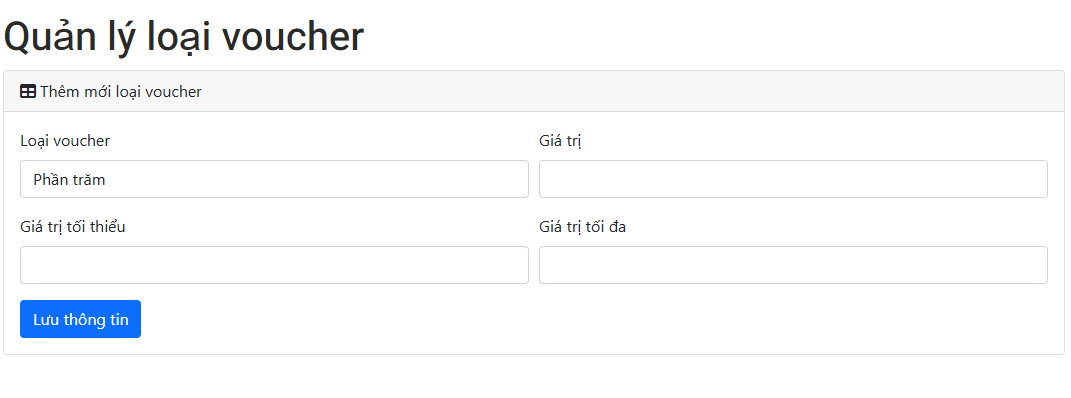 Quản lý loại voucher
Thêm mới loại voucher
Loại voucher
Giá trị
Phần trăm
Giá trị tối thiểu
Giá trị tối đa
Lưu thông tin